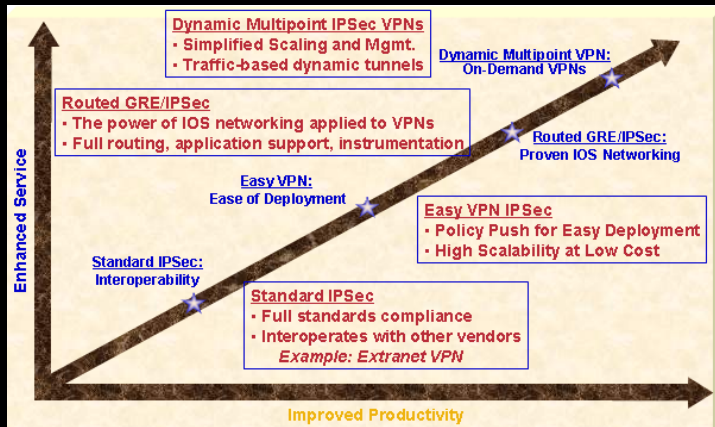 Dynamic Multipoint IPSec VPNs
• Simplified Scaling and Mgmt.
• Traffic-based dynamic tunnels
Dynamic Multipoint VPN:
On-Demand VPNs
Routed GRE/IPSec
• The power of IOS networking applied to VPNs
• Full routing, application support, instrumentation
Routed GRE/IPSec:
Proven IOS Networking
Easy VPN:
Ease of Deployment
Easy VPN IPSec
• Policy Push for Easy Deployment
• High Scalability at Low Cost
Standard IPSec:
Interoperability
Standard IPSec
• Full standards compliance
• Interoperates with other vendors
Example: Extranet VPN
Enhanced Service
Improved Productivity